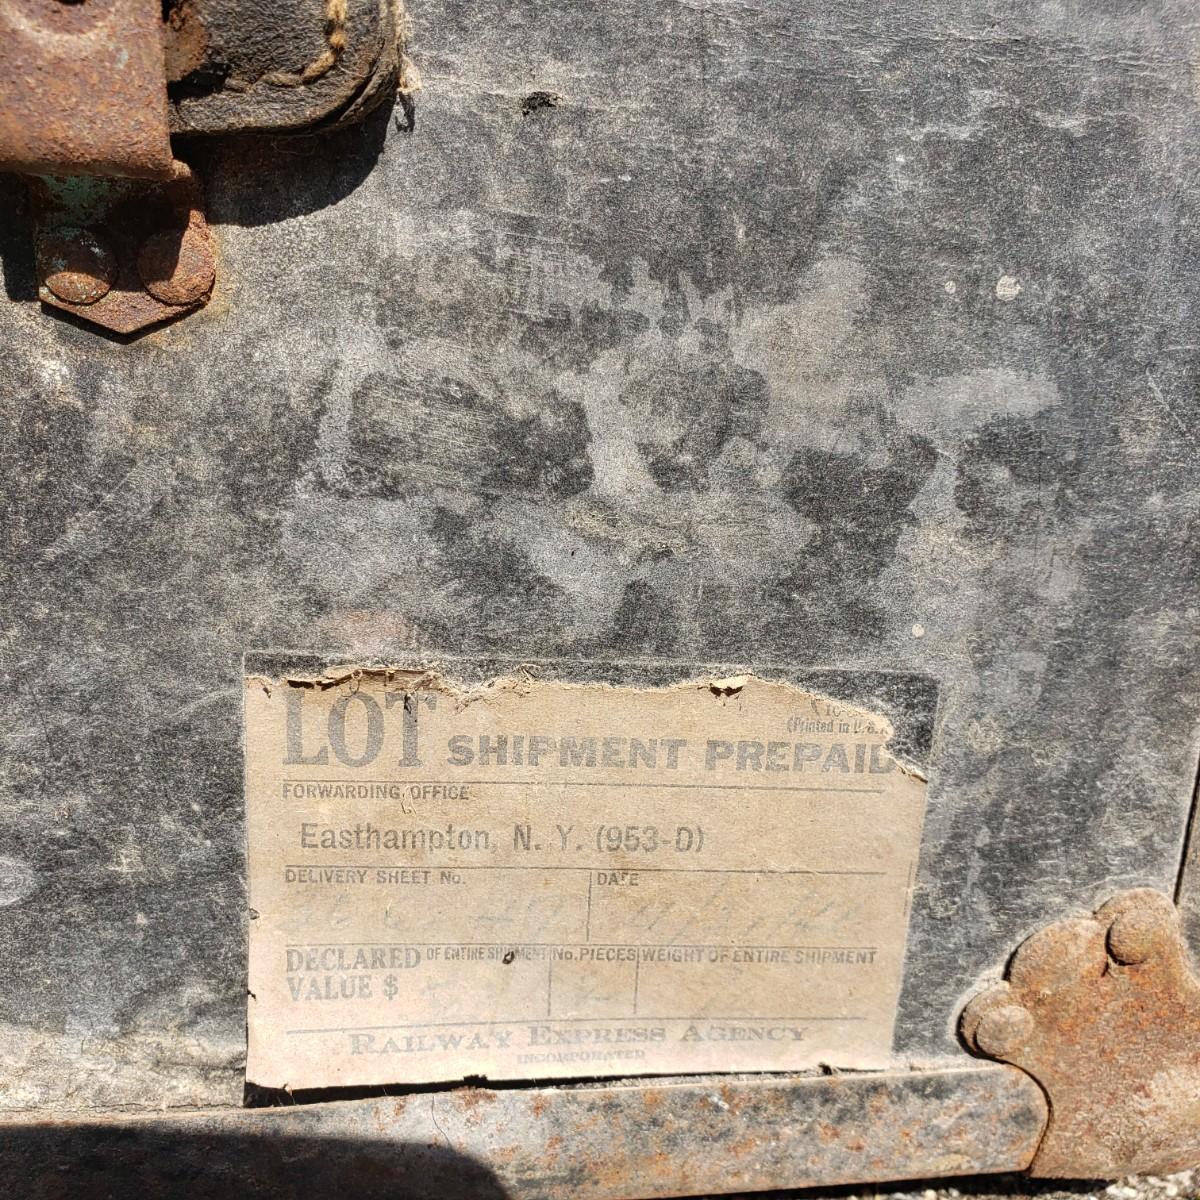 (Printed in U.S.A
LOT SHIPMENT PREPAID
FORWARDING OFFICE
Easthampton, N. Y. (953-D)
DELIVERY SHEET No. DATE
DECLARED OF ENTIRE SHIPMENT No. PIECES WEIGHT OF ENTIRE SHIPMENT
VALUE $
RAILWAY EXPRESS AGENCY
INCORPORATED